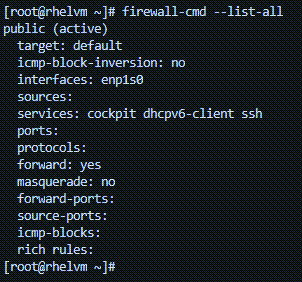 [root@rhelvm ~]# firewall-cmd --list-all
public (active)
  target: default
  icmp-block-inversion: no
  interfaces: enp1s0
  sources:
  services: cockpit dhcpv6-client ssh
  ports:
  protocols:
  forward: yes
  masquerade: no
  forward-ports:
  source-ports:
  icmp-blocks:
  rich rules:
[root@rhelvm ~]#